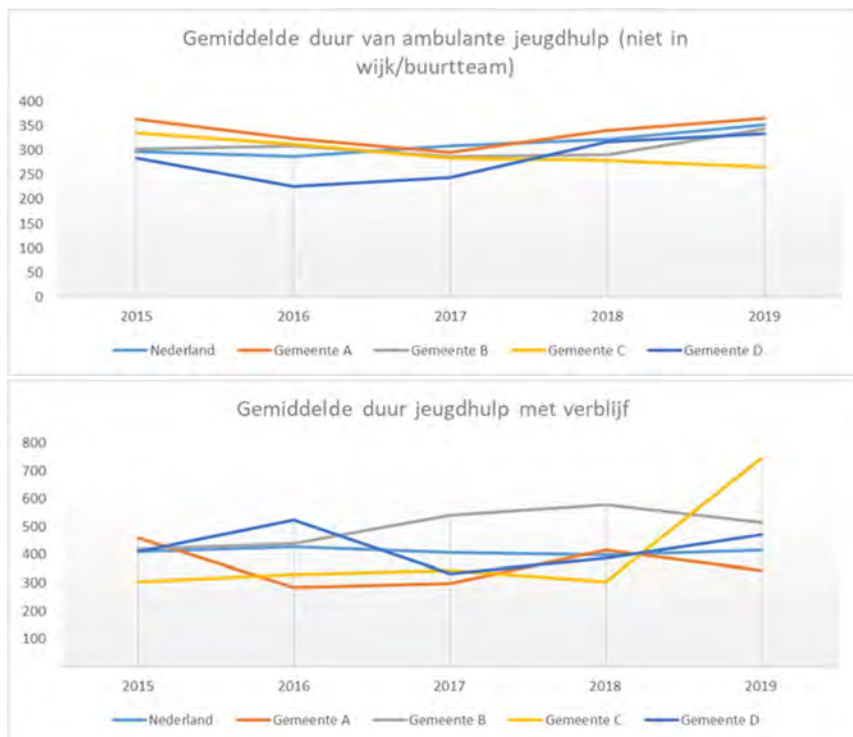 Gemiddelde duur van ambulante jeugdhulp (niet in
wijk/buurtteam)
400
350
300
250
200
150
100
50
0
2015 2016 2017 2018 2019
Nederland Gemeente A Gemeente B Gemeente C Gemeente D
Gemiddelde duur jeugdhulp met verblijf
800
700
600
500
400
300
200
100
2015 2016 2017 2018 2019
Nederland Gemeente A Gemeente B Gemeente C Gemeente D